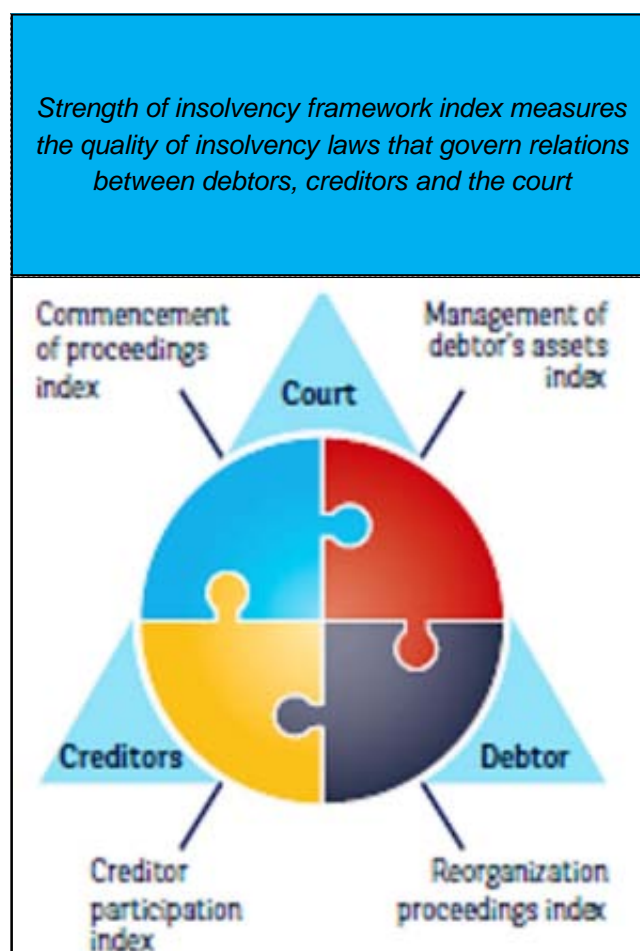 Strength of insolvency framework index measures
the quality of insolvency laws that govern relations
between debtors, creditors and the court
Commencement
of proceedings
index
Management of
debtor's assets
index
Court
Creditors
Debtor
Creditor
participation
index
Reorganization
proceedings index